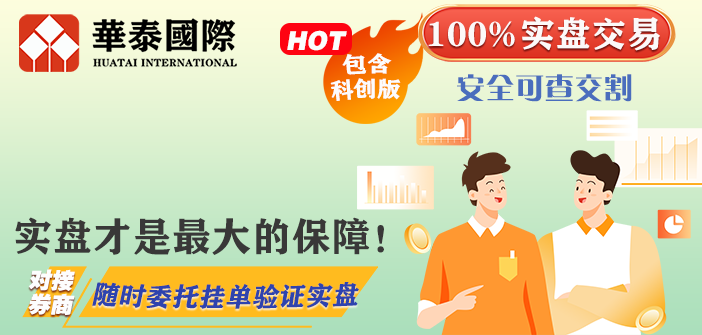 華泰國際
HUATAI INTERNATIONAL
HOT
包含
科创版
100%实盘交易
安全可查交割
实盘才是最大的保障！
对接
券商
随时委托挂单验证实盘